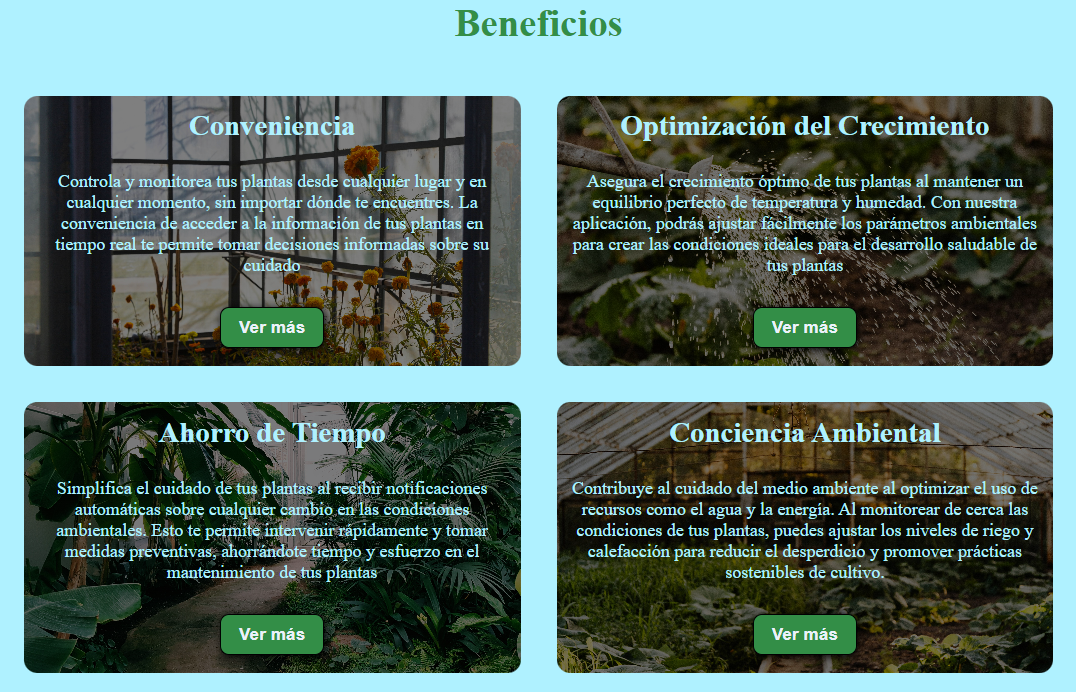 Beneficios
Conveniencia
Controla y monitorea tus plantas desde cualquier lugar y en
cualquier momento, sin importar dónde te encuentres. La
conveniencia de acceder a la información de tus plantas en
tiempo real te permite tomar decisiones informadas sobre su
cuidado
Ver más
Optimización del Crecimiento
Asegura el crecimiento óptimo de tus plantas al mantener un
equilibrio perfecto de temperatura y humedad. Con nuestra
aplicación, podrás ajustar fácilmente los parámetros ambientales
para crear las condiciones ideales para el desarrollo saludable de
tus plantas
Ver más
Ahorro de Tiempo
Simplifica el cuidado de tus plantas al recibir notificaciones
automáticas sobre cualquier cambio en las condiciones
ambientales. Esto te permite intervenir rápidamente y tomar
medidas preventivas, ahorrándote tiempo y esfuerzo en el
mantenimiento de tus plantas
Ver más
Conciencia Ambiental
Contribuye al cuidado del medio ambiente al optimizar el uso de
recursos como el agua y la energía. Al monitorear de cerca las
condiciones de tus plantas, puedes ajustar los niveles de riego y
calefacción para reducir el desperdicio y promover prácticas
sostenibles de cultivo.
Ver más